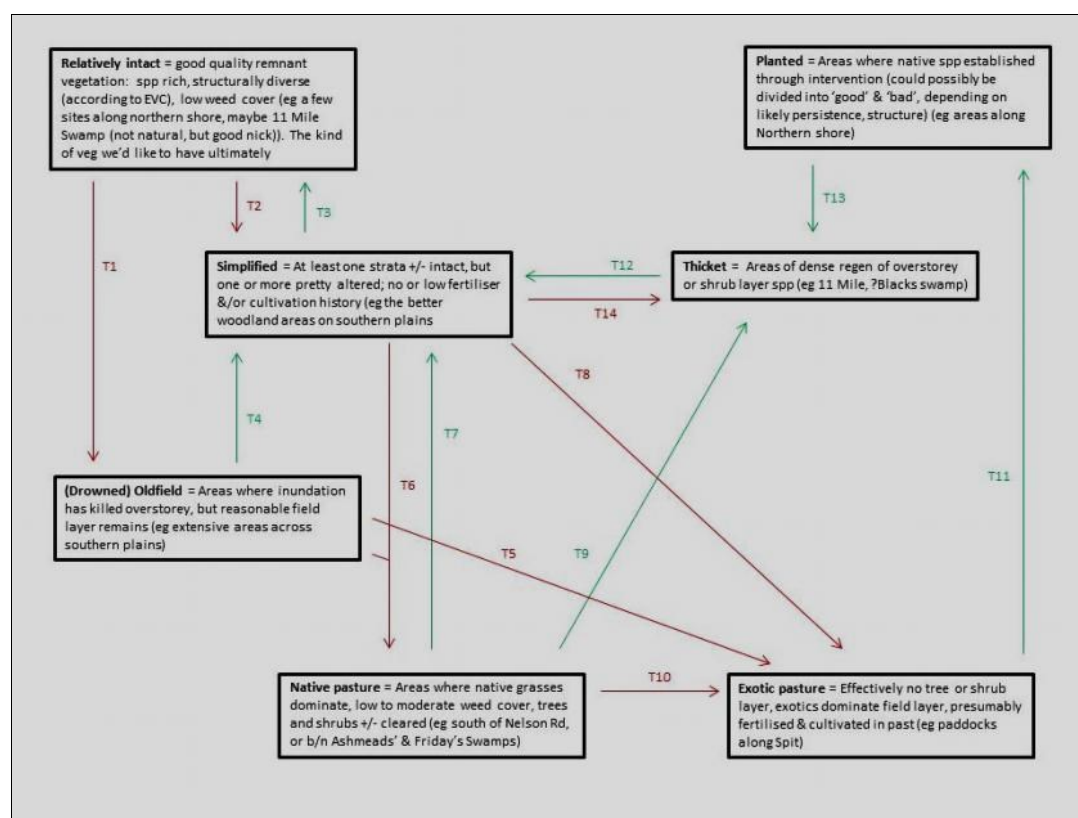 Relatively intact = good quality remnant
vegetation: spp rich, structurally diverse
(according to EVC), low weed cover (eg a few
sites along northern shore, maybe 11 Mile
Swamp (not natural, but good nick)). The kind
of veg we'd like to have ultimately
Planted = Areas where native spp established
through intervention (could possibly be
divided into 'good' & 'bad', depending on
likely persistence, structure) (eg areas along
Northern shore)
T2
T3
T13
T1
Simplified = At least one strata +/- intact, but
one or more pretty altered; no or low fertiliser
&/or cultivation history (eg the better
woodland areas on southern plains
T12
T14
Thicket = Areas of dense regen of overstorey
or shrub layer spp (eg 11 Mile, ?Blacks swamp)
T8
T4
T7
T6
T11
(Drowned) Oldfield = Areas where inundation
has killed overstorey, but reasonable field
layer remains (eg extensive areas across
southern plains)
T5
T9
Native pasture = Areas where native grasses
dominate, low to moderate weed cover, trees
and shrubs +/- cleared (eg south of Nelson Rd,
or b/n Ashmeads' & Friday's Swamps)
T10
Exotic pasture = Effectively no tree or shrub
layer, exotics dominate field layer, presumably
fertilised & cultivated in past (eg paddocks
along Spit)